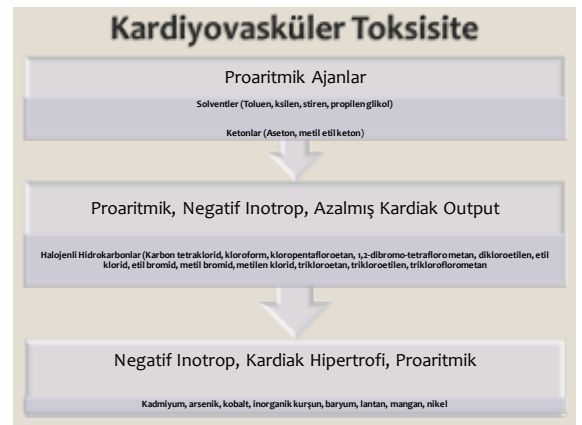 Kardiyovasküler Toksisite
Proaritmik Ajanlar
Solventler (Toluen, ksilen, stiren, propilen glikol)
Ketonlar (Aseton, metil etil keton)
Proaritmik, Negatif Inotrop, Azalmış Kardiak Output
Halojenli Hidrokarbonlar (Karbon tetraklorid, kloroform, kloropentafloroetan, 1,2-dibromo-tetraflorometan, dikloroetilen, etil
klorid, etil bromid, metil bromid, metilen klorid, trikloroetan, trikloroetilen, trikloroflorometan
Negatif Inotrop, Kardiak Hipertrofi, Proaritmik
Kadmiyum, arsenik, kobalt, inorganik kurşun, baryum, lantan, mangan, nikel